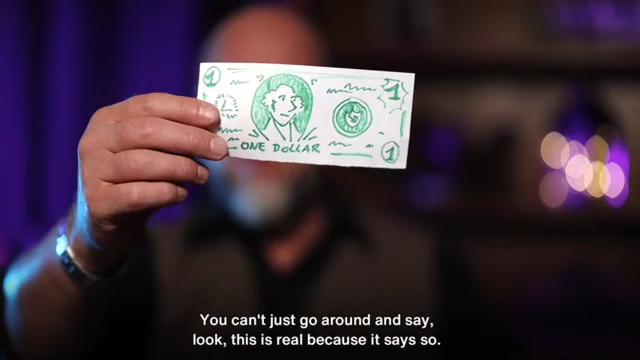 1
1
ONE DOLLAR
1
You can't just go around and say,
look, this is real because it says so.